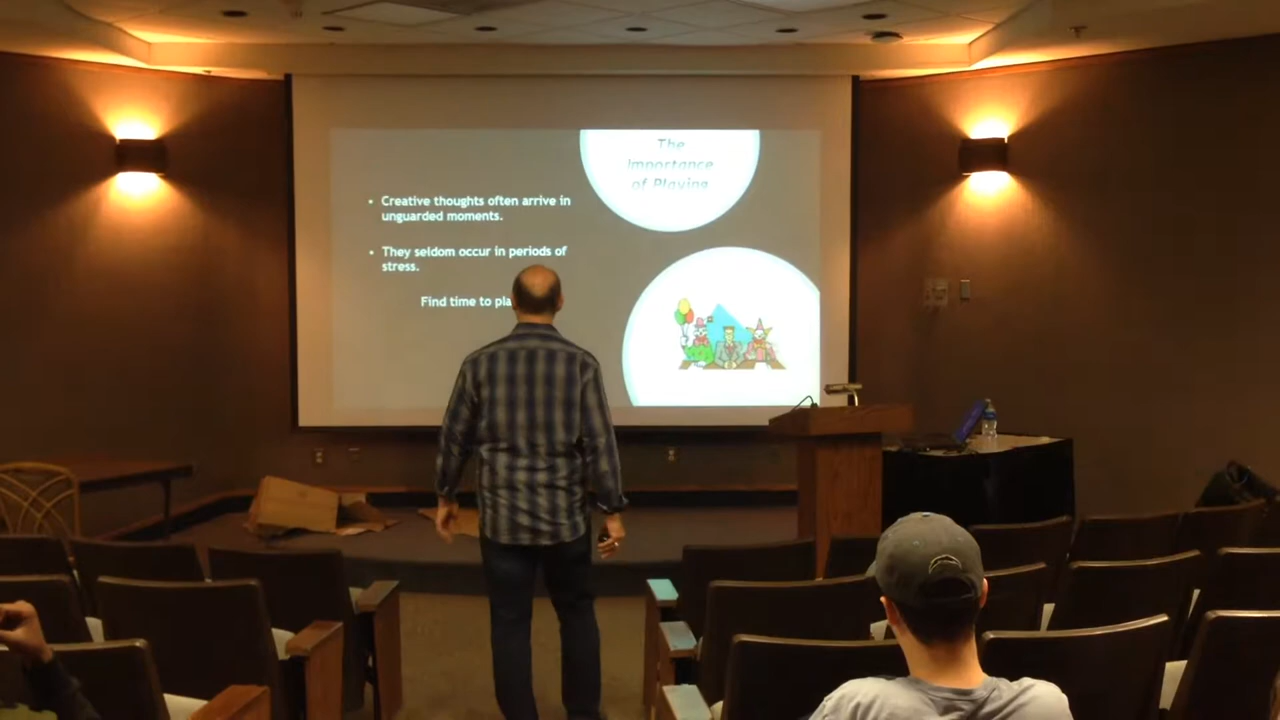 The
Importance
of Playing
• Creative thoughts often arrive in
unguarded moments.
• They seldom occur in periods of
stress.
Find time to pla